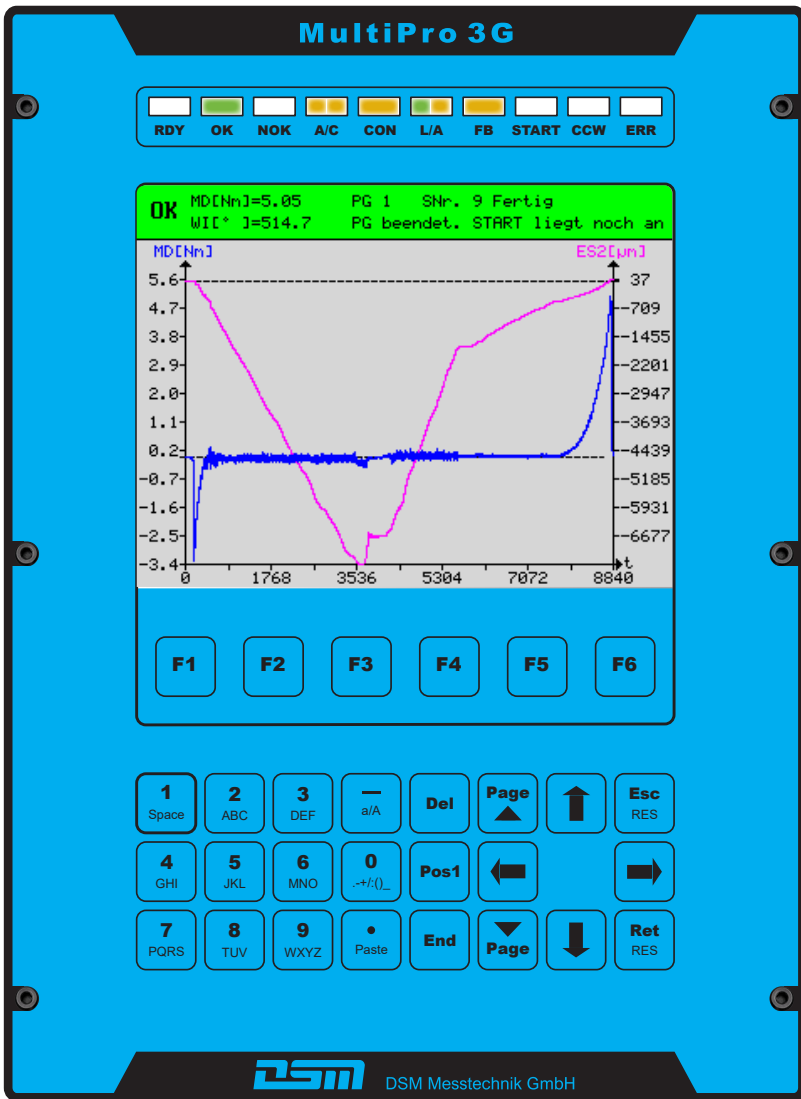 MultiPro 3G
RDY OK NOK A/C CON L/A FB START CCW ERR
OK MD[Nm]=5.05 PG 1 SNr. 9 Fertig
WI[° ]=514.7 PG beendet. START liegt noch an
MD[Nm] ES2[µm]
5.6 37
4.7 -709
3.8 -1455
2.9 -2201
2.0 -2947
1.1 -3693
0.2 -4439
-0.7 -5185
-1.6 -5931
-2.5 -6677
-3.4 t
0 1768 3536 5304 7072 8840
F1 F2 F3 F4 F5 F6
1 2 3 — Del Page Esc
Space ABC DEF a/A RES
4 5 6 0 Pos1
GHI JKL MNO .-+/:()_
7 8 9 • End Page Ret
PQRS TUV WXYZ Paste RES
DSM DSM Messtechnik GmbH